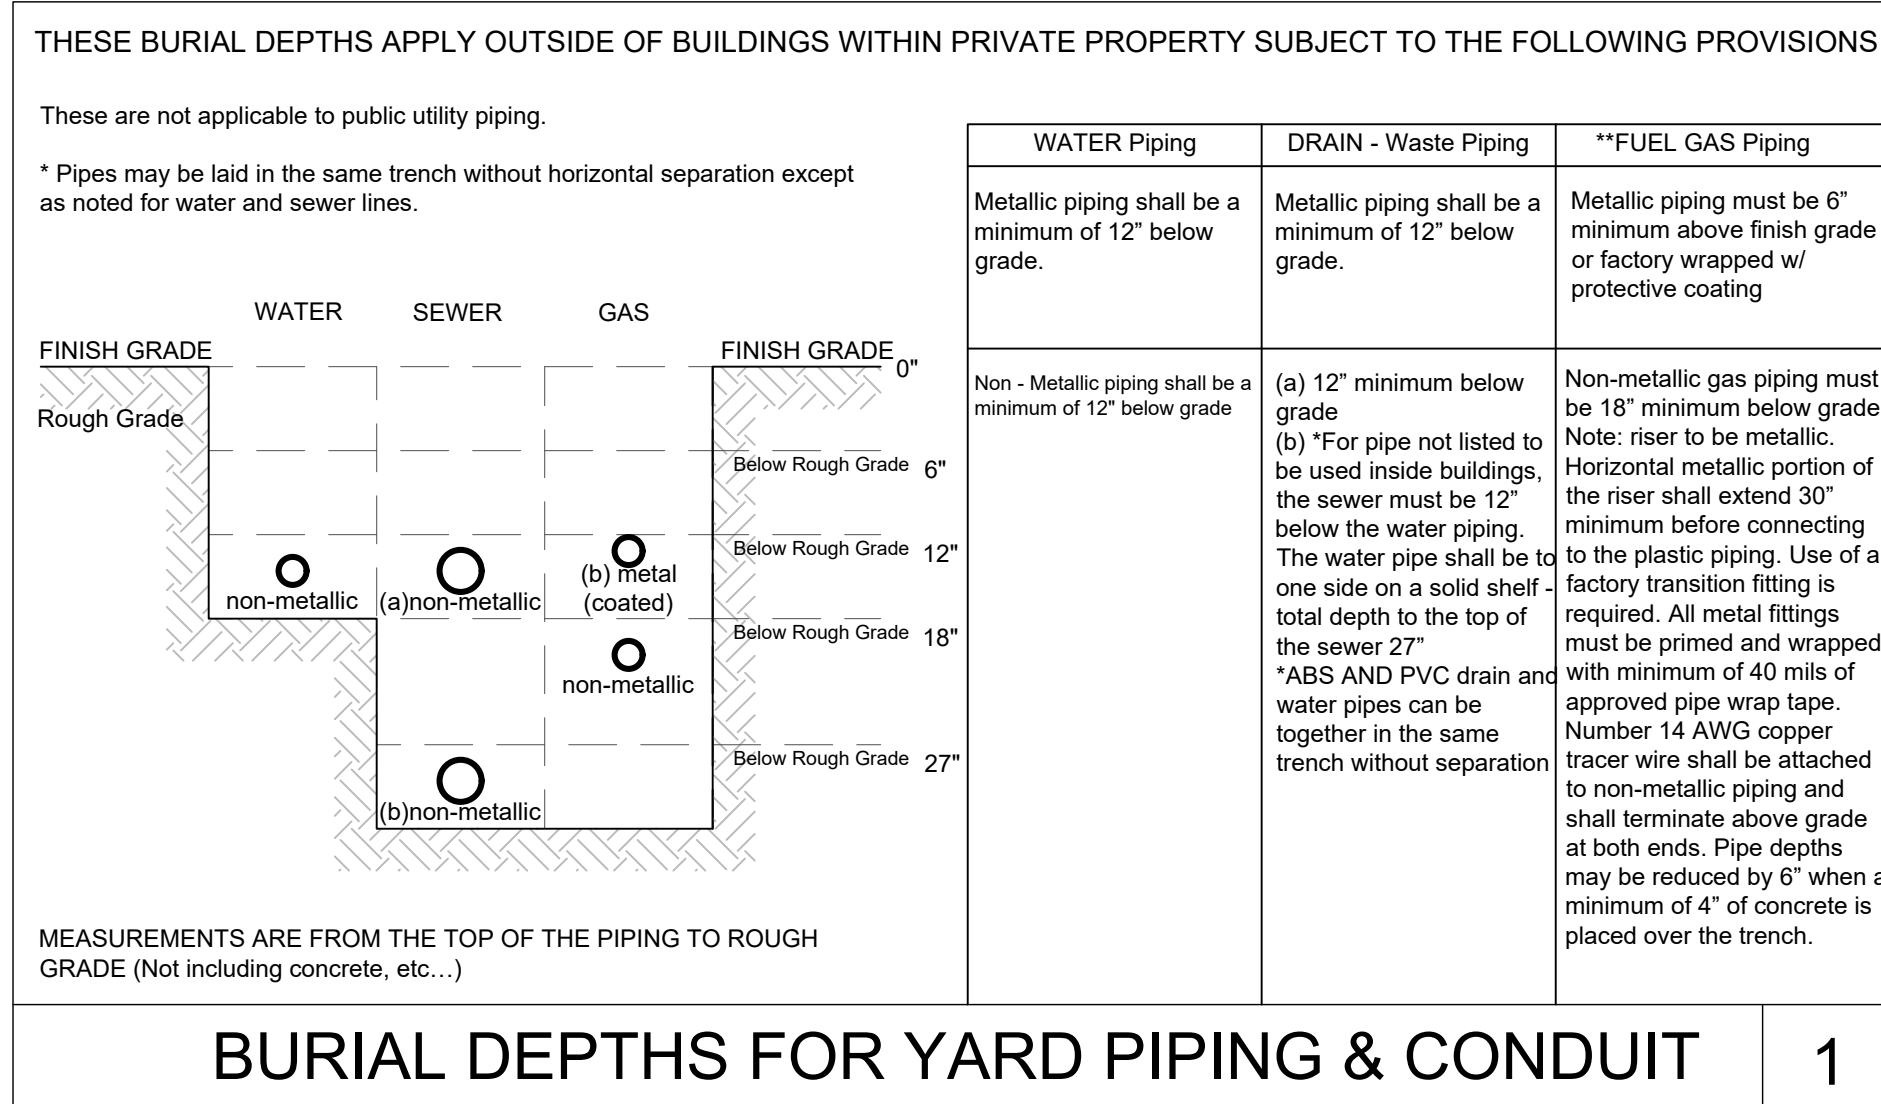 THESE BURIAL DEPTHS APPLY OUTSIDE OF BUILDINGS WITHIN PRIVATE PROPERTY SUBJECT TO THE FOLLOWING PROVISIONS
These are not applicable to public utility piping.
* Pipes may be laid in the same trench without horizontal separation except
as noted for water and sewer lines.
WATER
SEWER
GAS
FINISH GRADE
FINISH GRADE
0"
Rough Grade
Below Rough Grade 6"
Below Rough Grade 12"
Below Rough Grade 18"
Below Rough Grade 27"
non-metallic
(a)non-metallic
(b) metal
(coated)
non-metallic
(b)non-metallic
MEASUREMENTS ARE FROM THE TOP OF THE PIPING TO ROUGH
GRADE (Not including concrete, etc…)
WATER Piping
Metallic piping shall be a
minimum of 12” below
grade.
Non - Metallic piping shall be a
minimum of 12" below grade
DRAIN - Waste Piping
Metallic piping shall be a
minimum of 12” below
grade.
(a) 12” minimum below
grade
(b) *For pipe not listed to
be used inside buildings,
the sewer must be 12”
below the water piping.
The water pipe shall be to
one side on a solid shelf -
total depth to the top of
the sewer 27”
*ABS AND PVC drain and
water pipes can be
together in the same
trench without separation
**FUEL GAS Piping
Metallic piping must be 6”
minimum above finish grade
or factory wrapped w/
protective coating
Non-metallic gas piping must
be 18” minimum below grade
Note: riser to be metallic.
Horizontal metallic portion of
the riser shall extend 30”
minimum before connecting
to the plastic piping. Use of a
factory transition fitting is
required. All metal fittings
must be primed and wrapped
with minimum of 40 mils of
approved pipe wrap tape.
Number 14 AWG copper
tracer wire shall be attached
to non-metallic piping and
shall terminate above grade
at both ends. Pipe depths
may be reduced by 6” when a
minimum of 4” of concrete is
placed over the trench.
BURIAL DEPTHS FOR YARD PIPING & CONDUIT
1